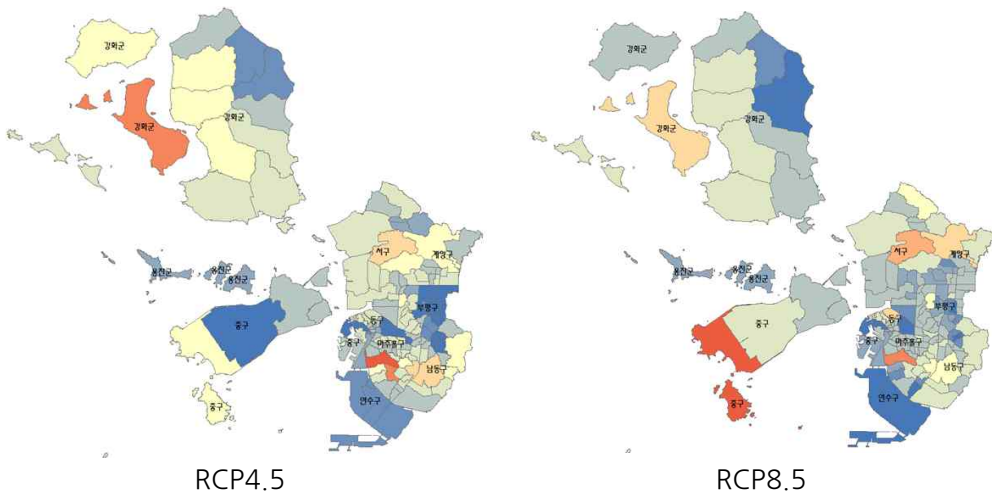 강화군
강화군
강화군
서구
계양구
옹진군
옹진군
옹진군
부평구
중구
동구
중구
미추홀구
남동구
중구
연수구
강화군
강화군
강화군
서구
계양구
옹진군
옹진군
옹진군
부평구
중구
동구
중구
미추홀구
남동구
중구
연수구
RCP4.5
RCP8.5